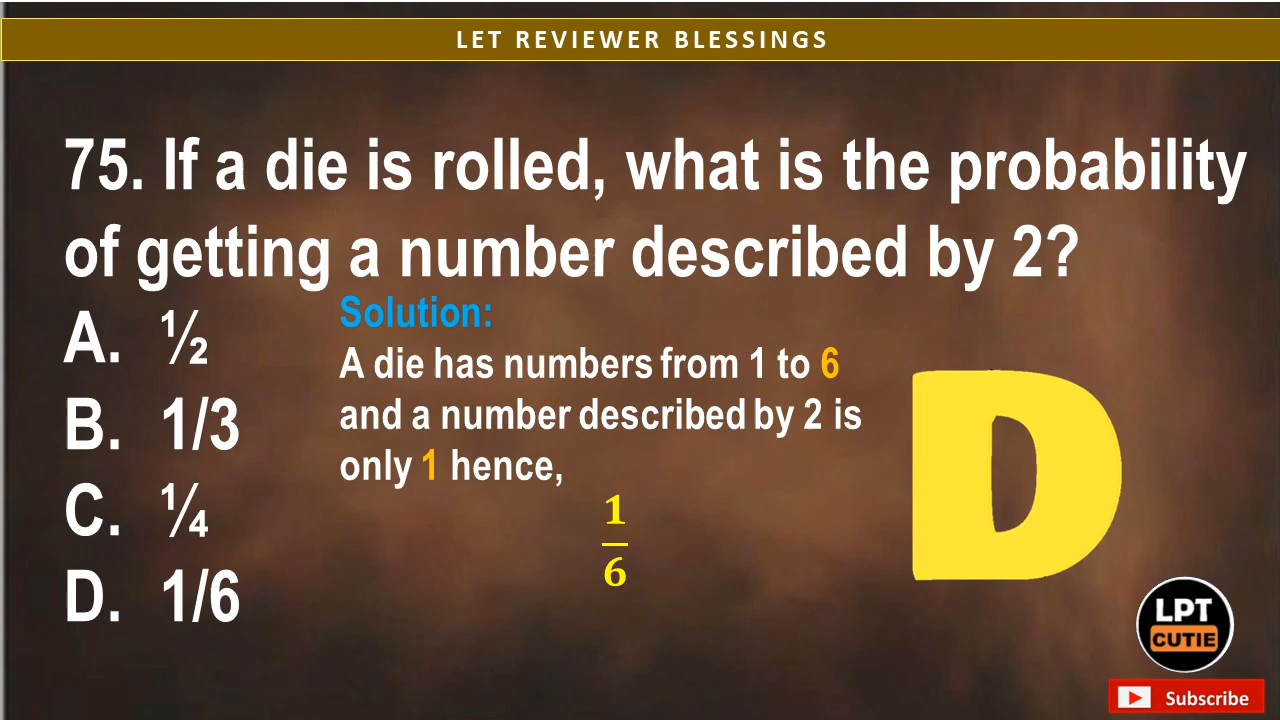 LET REVIEWER BLESSINGS
75. If a die is rolled, what is the probability
of getting a number described by 2?
A. ½
B. 1/3
C. ¼
D. 1/6
Solution:
A die has numbers from 1 to 6
and a number described by 2 is
only 1 hence,
1
6
D
LPT
CUTIE
Subscribe